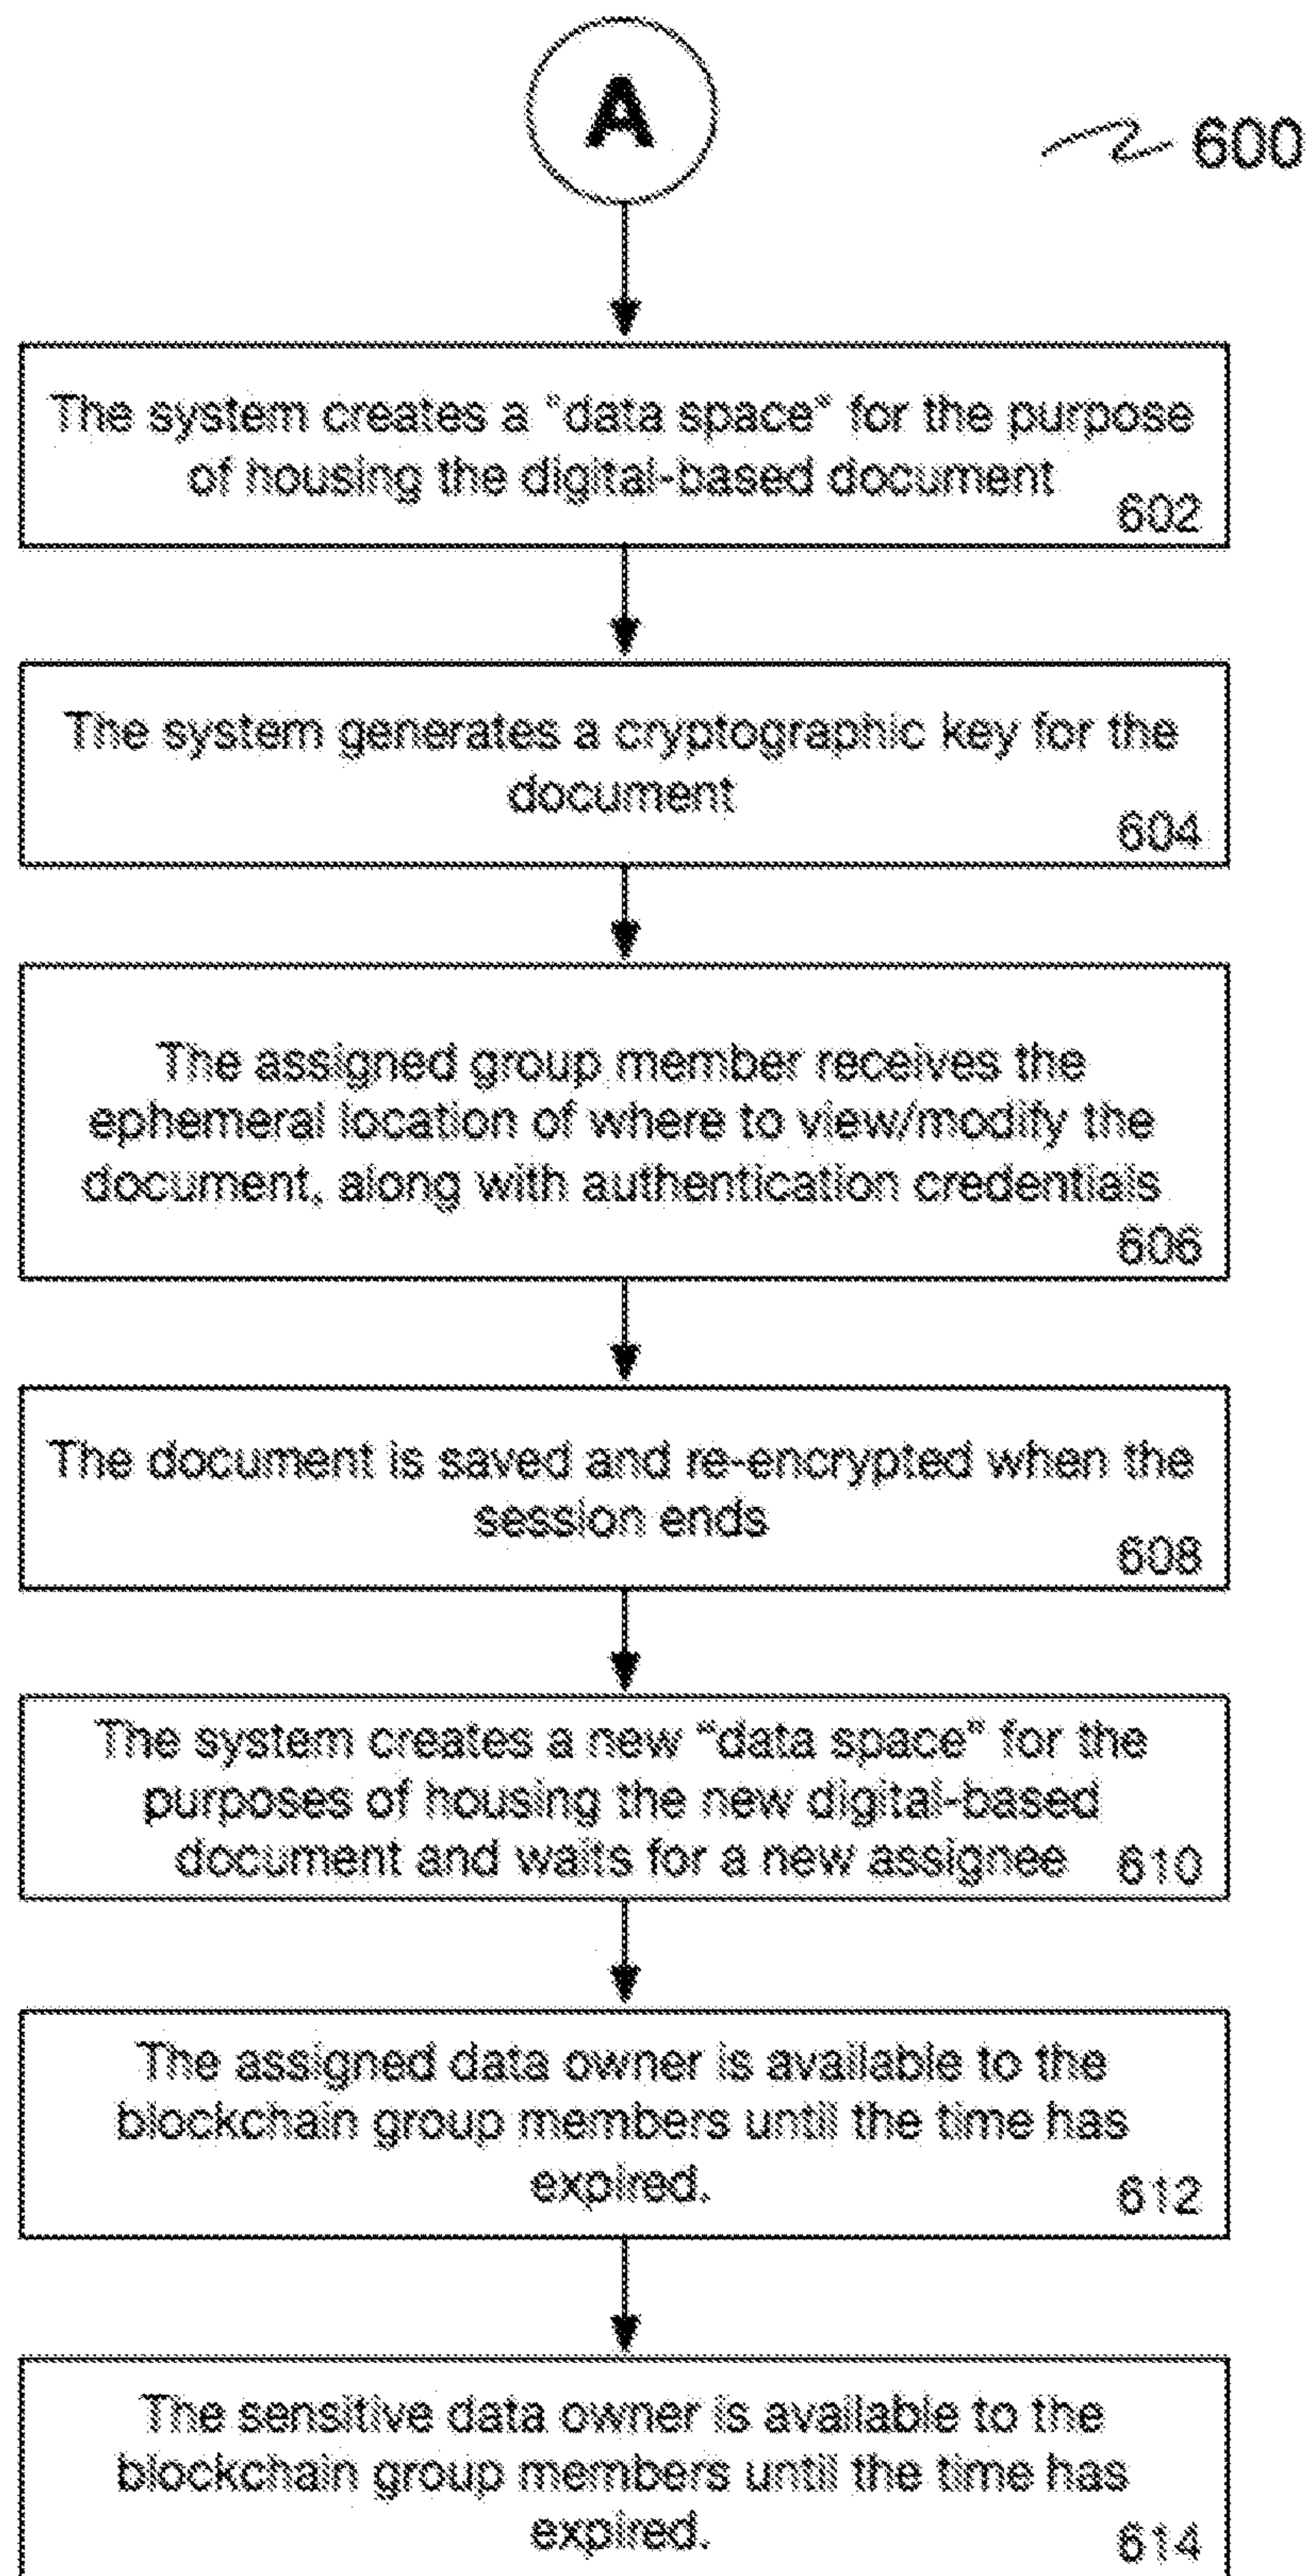 A
600
The system creates a "data space" for the purpose
of housing the digital-based document
602
The system generates a cryptographic key for the
document
604
The assigned group member receives the
ephemeral location of where to view/modify the
document, along with authentication credentials
606
The document is saved and re-encrypted when the
session ends
608
The system creates a new "data space" for the
purposes of housing the new digital-based
document and waits for a new assignee
610
The assigned data owner is available to the
blockchain group members until the time has
expired.
612
The sensitive data owner is available to the
blockchain group members until the time has
expired.
614